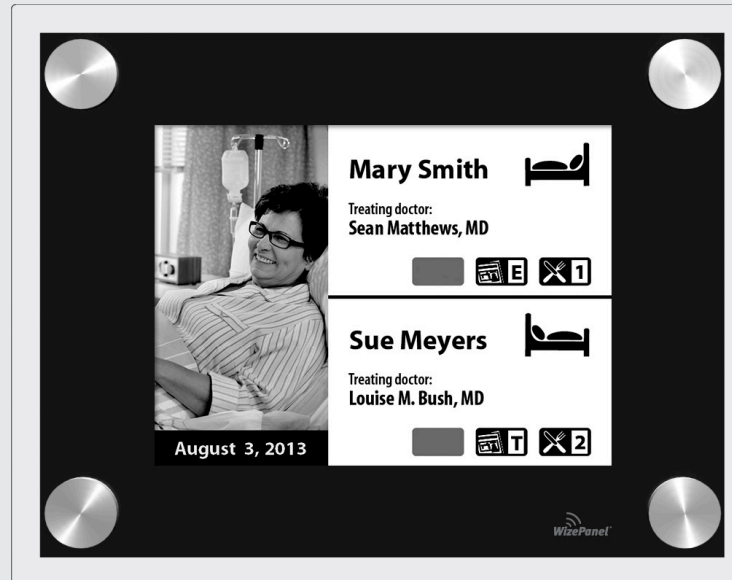 Mary Smith
Treating doctor:
Sean Matthews, MD
E
1
Sue Meyers
Treating doctor:
Louise M. Bush, MD
T
2
August 3, 2013
WizePanel